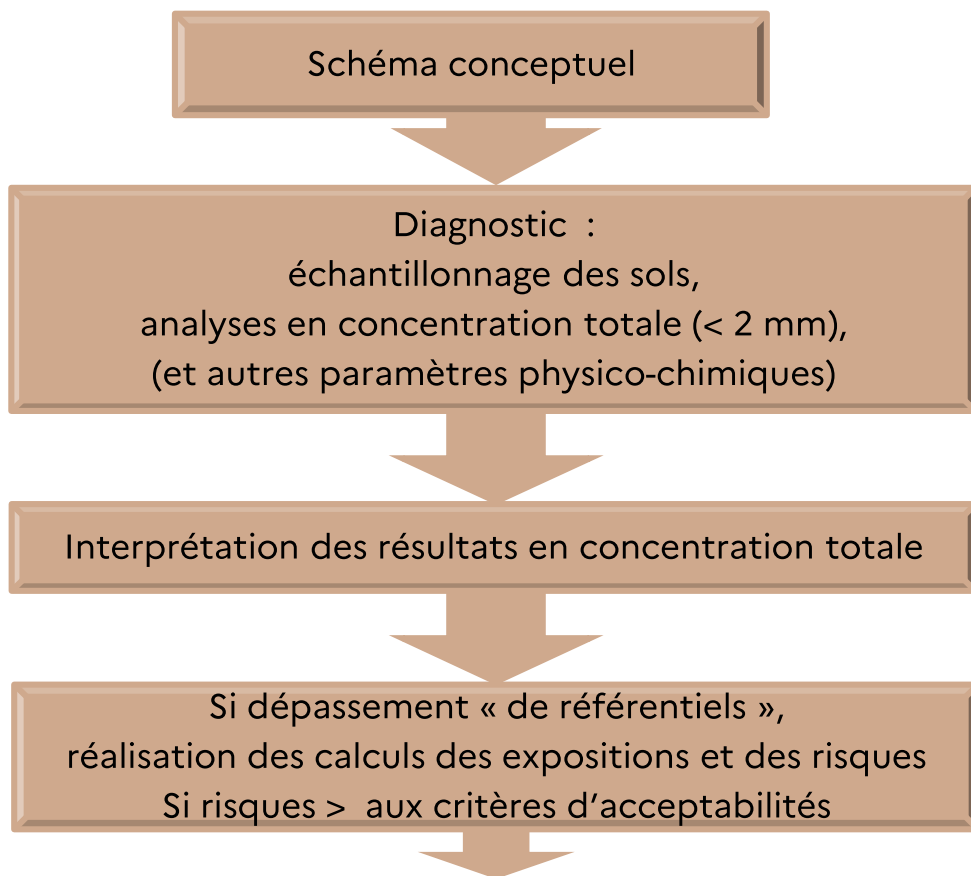 Schéma conceptuel
Diagnostic  :
échantillonnage des sols,
analyses en concentration totale (< 2 mm),
(et autres paramètres physico-chimiques)
Interprétation des résultats en concentration totale
Si dépassement « de référentiels »,
réalisation des calculs des expositions et des risques
Si risques >  aux critères d’acceptabilités